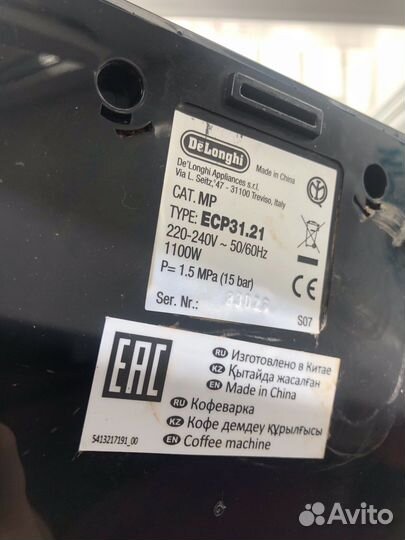 DeLonghi
Made in China
De'Longhi Appliances s.r.l.
Via L. Seitz, 47 - 31100 Treviso, Italy
CAT. MP
TYPE: ECP31.21
220-240V ~ 50/60Hz
1100W
P= 1.5 MPa (15 bar)
CE
Ser. Nr.:
S07
EAC
RU Изготовлено в Китае
KZ Қытайда жасалған
EN Made in China
RU Кофеварка
KZ Кофе демдеу құрылғысы
EN Coffee machine
5413217191_00
Avito